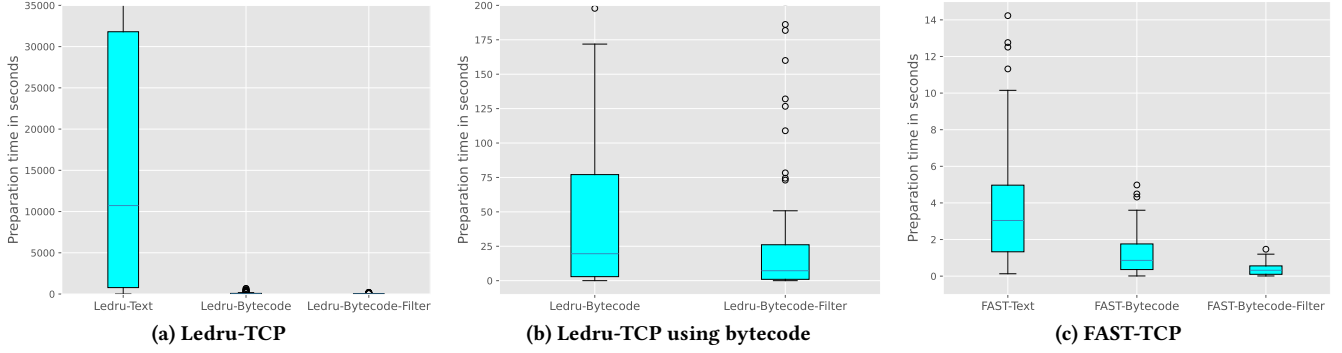 Preparation time in seconds
35000
30000
25000
20000
15000
10000
5000
0
Ledru-Text
Ledru-Bytecode
Ledru-Bytecode-Filter
(a) Ledru-TCP
Preparation time in seconds
200
175
150
125
100
75
50
25
0
Ledru-Bytecode
Ledru-Bytecode-Filter
(b) Ledru-TCP using bytecode
Preparation time in seconds
14
12
10
8
6
4
2
0
FAST-Text
FAST-Bytecode
FAST-Bytecode-Filter
(c) FAST-TCP